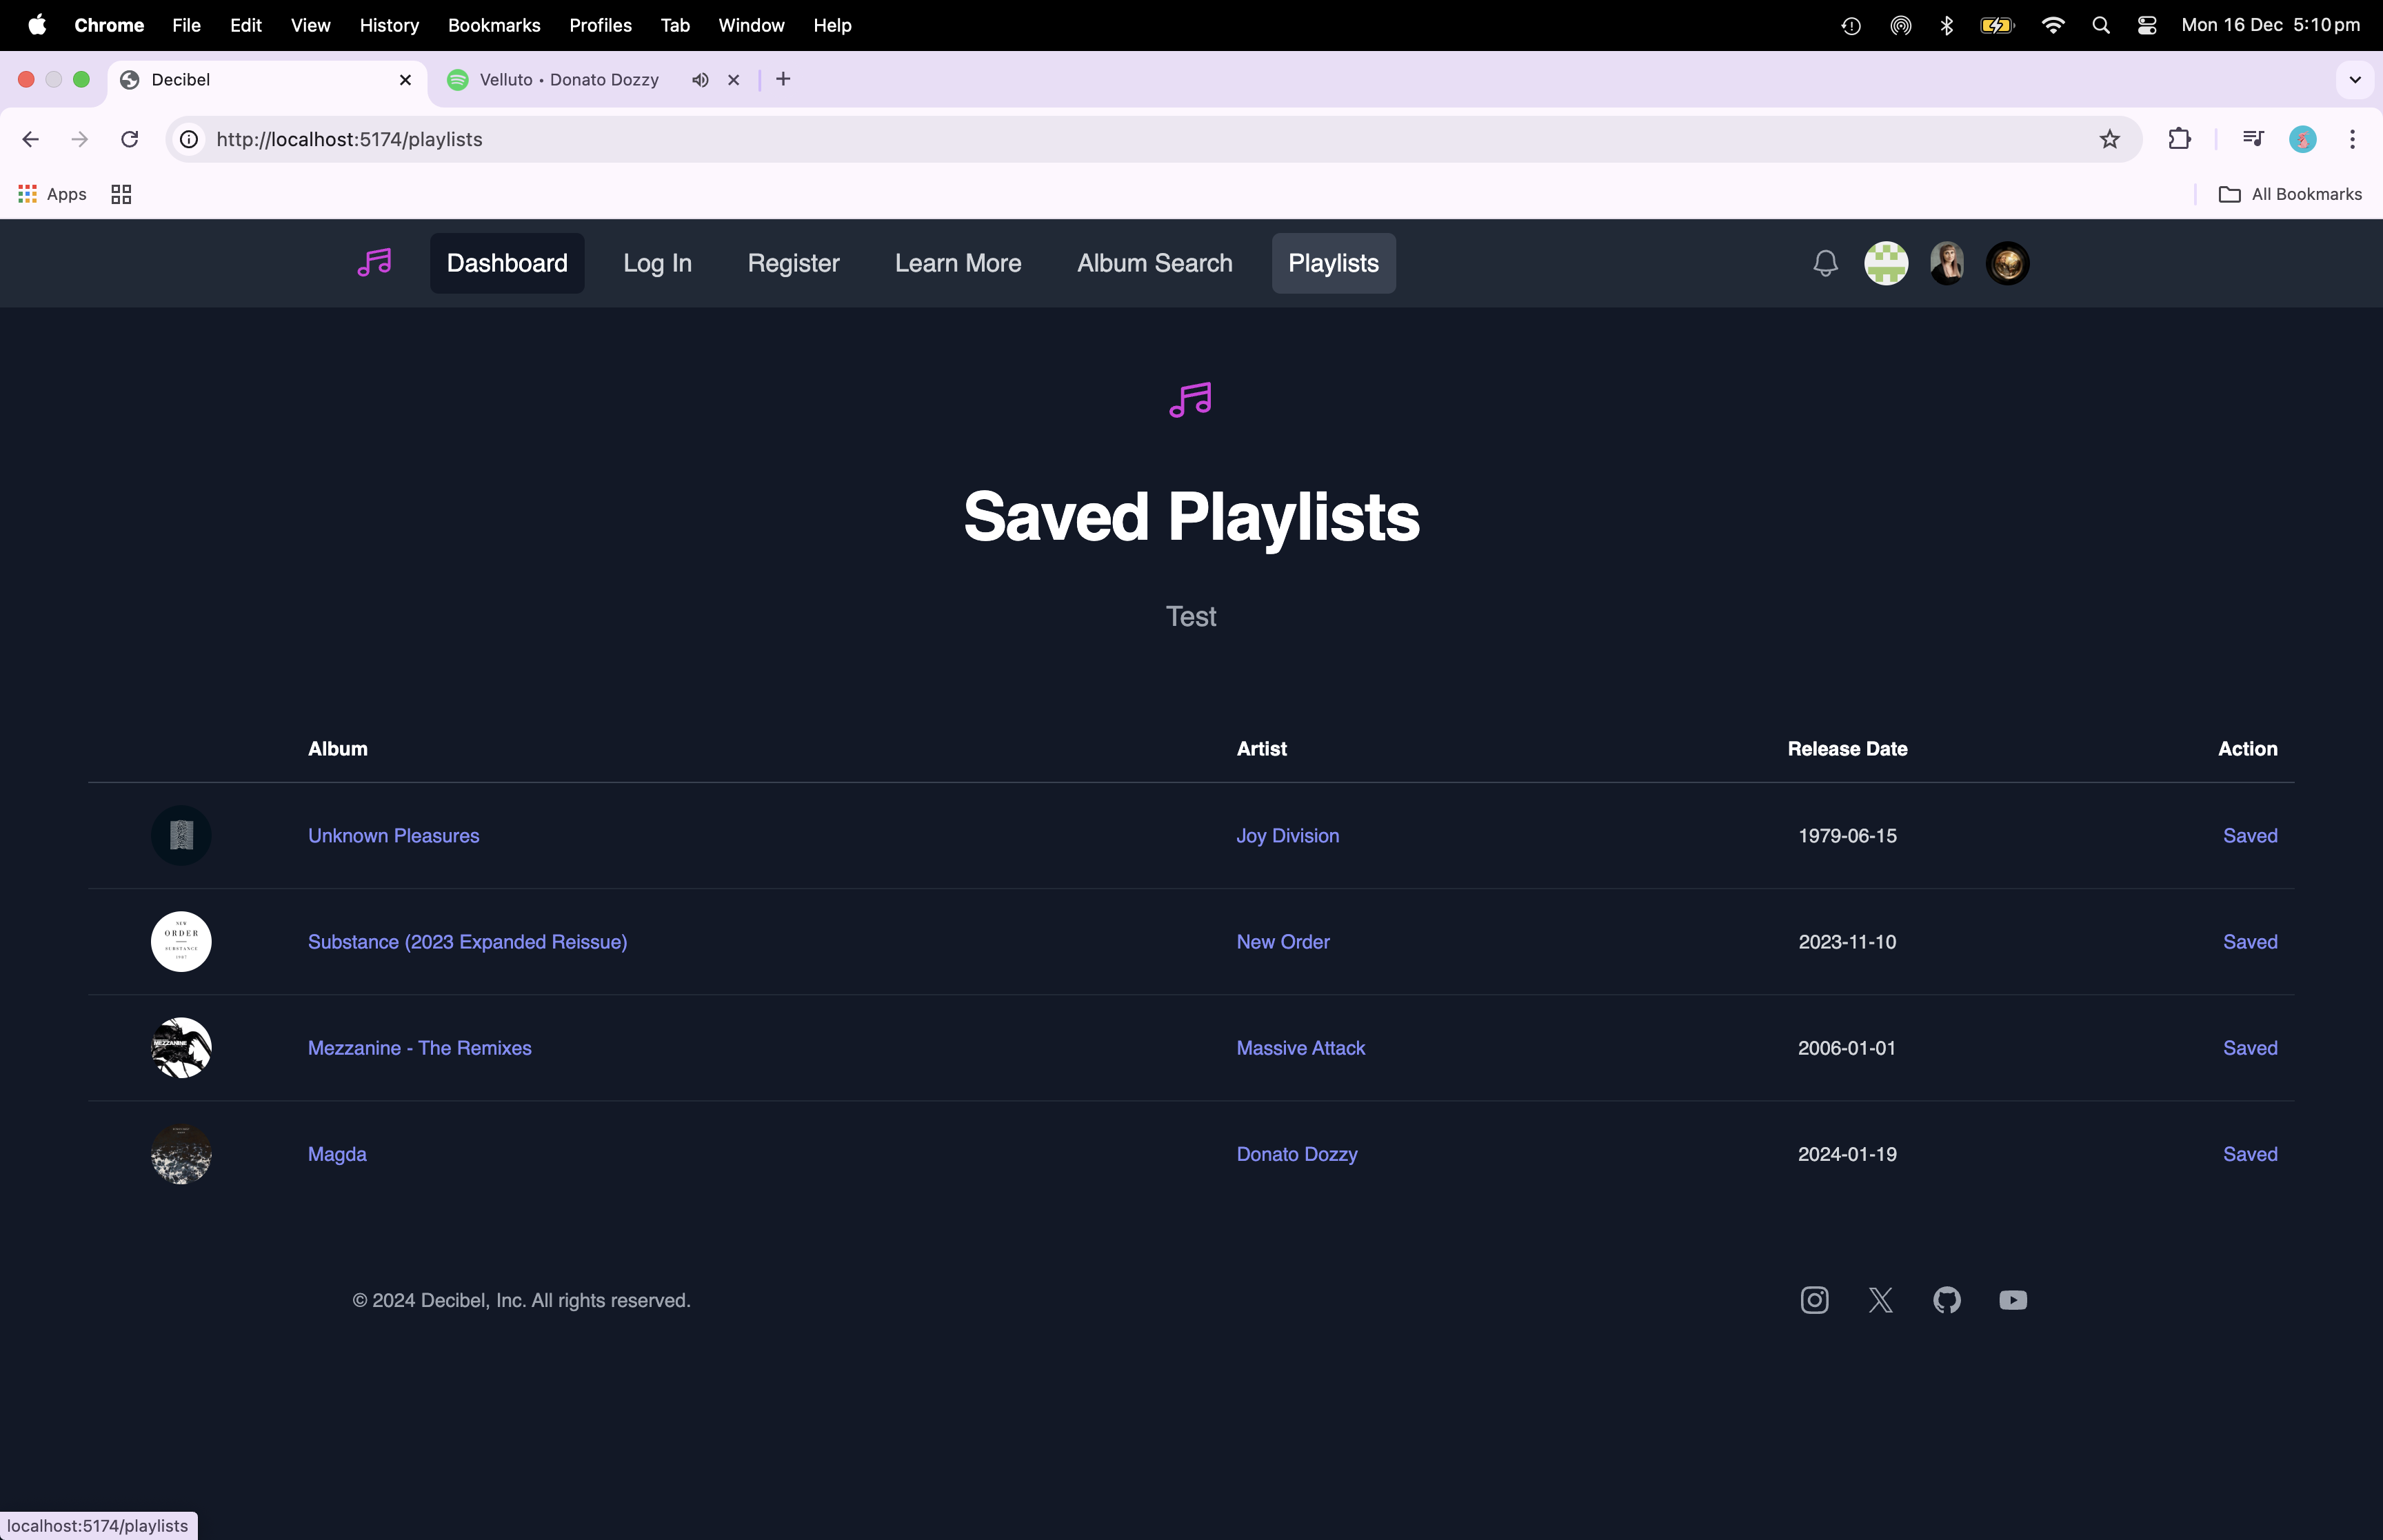 Chrome File Edit View History Bookmarks Profiles Tab Window Help Mon 16 Dec 5:10 pm
Decibel Velluto • Donato Dozzy
http://localhost:5174/playlists
Apps All Bookmarks
Dashboard Log In Register Learn More Album Search Playlists
Saved Playlists
Test
Album Artist Release Date Action
Unknown Pleasures Joy Division 1979-06-15 Saved
NEW
ORDER
SUBSTANCE
1987
Substance (2023 Expanded Reissue) New Order 2023-11-10 Saved
MEZZANINE
Mezzanine - The Remixes Massive Attack 2006-01-01 Saved
Magda Donato Dozzy 2024-01-19 Saved
© 2024 Decibel, Inc. All rights reserved.
localhost:5174/playlists